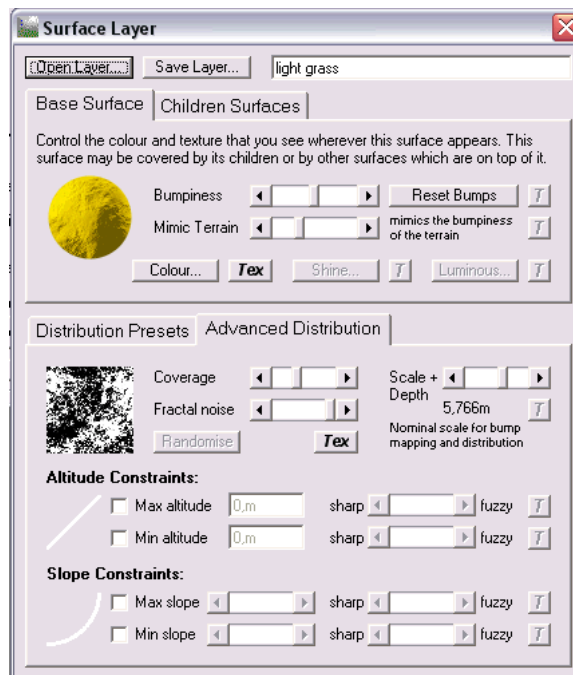 Surface Layer
Open Layer... Save Layer... light grass
Base Surface Children Surfaces
Control the colour and texture that you see wherever this surface appears. This
surface may be covered by its children or by other surfaces which are on top of it.
Bumpiness Reset Bumps T
Mimic Terrain mimics the bumpiness
of the terrain T
Colour... Tex Shine... T Luminous... T
Distribution Presets Advanced Distribution
Coverage Scale +
Depth
Fractal noise 5,766m T
Nominal scale for bump
mapping and distribution
Randomise Tex
Altitude Constraints:
Max altitude 0,m sharp fuzzy T
Min altitude 0,m sharp fuzzy T
Slope Constraints:
Max slope sharp fuzzy T
Min slope sharp fuzzy T